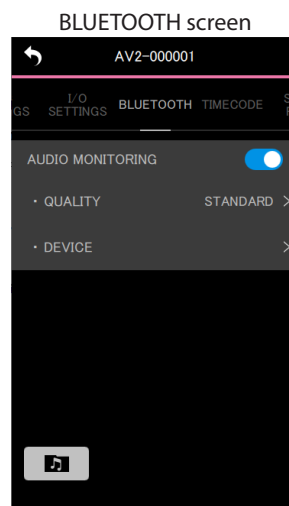 BLUETOOTH screen
AV2-000001
GS I/O SETTINGS BLUETOOTH TIMECODE
AUDIO MONITORING
・QUALITY STANDARD >
・DEVICE >